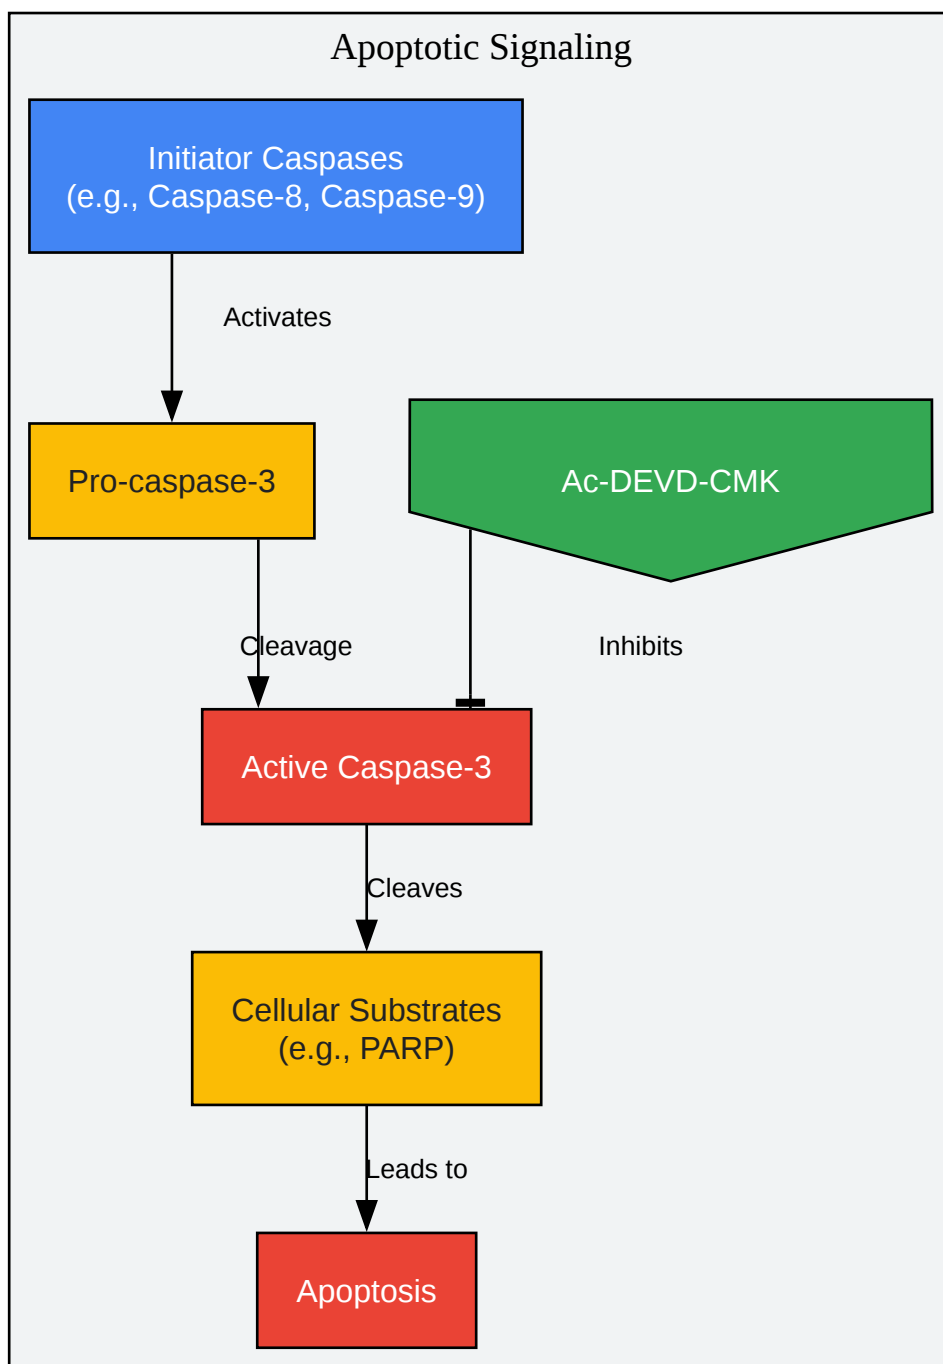 Apoptotic Signaling
Initiator Caspases
(e.g., Caspase-8, Caspase-9)
Activates
Pro-caspase-3
Ac-DEVD-CMK
Cleavage
Inhibits
Active Caspase-3
Cleaves
Cellular Substrates
(e.g., PARP)
Leads to
Apoptosis